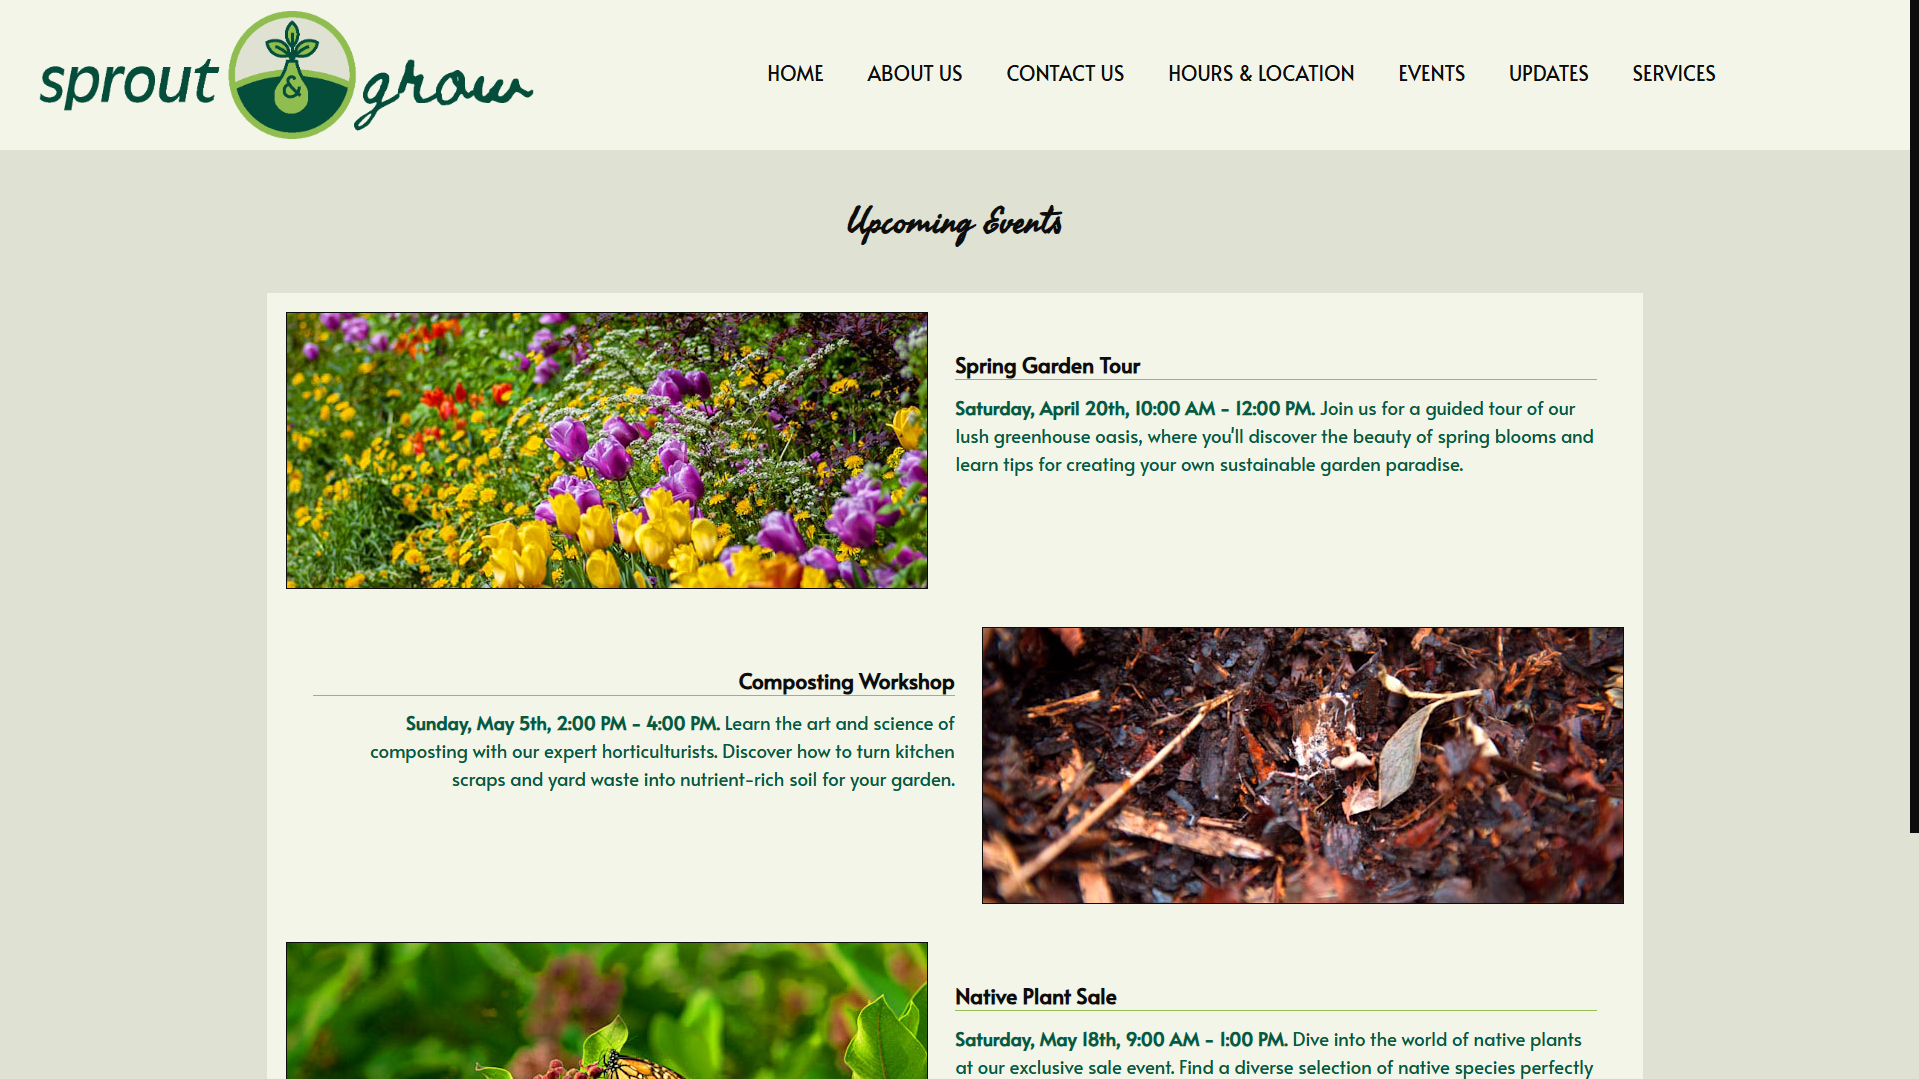 sprout & grow
HOME ABOUT US CONTACT US HOURS & LOCATION EVENTS UPDATES SERVICES
Upcoming Events
Spring Garden Tour
Saturday, April 20th, 10:00 AM - 12:00 PM. Join us for a guided tour of our
lush greenhouse oasis, where you'll discover the beauty of spring blooms and
learn tips for creating your own sustainable garden paradise.
Composting Workshop
Sunday, May 5th, 2:00 PM - 4:00 PM. Learn the art and science of
composting with our expert horticulturists. Discover how to turn kitchen
scraps and yard waste into nutrient-rich soil for your garden.
Native Plant Sale
Saturday, May 18th, 9:00 AM - 1:00 PM. Dive into the world of native plants
at our exclusive sale event. Find a diverse selection of native species perfectly